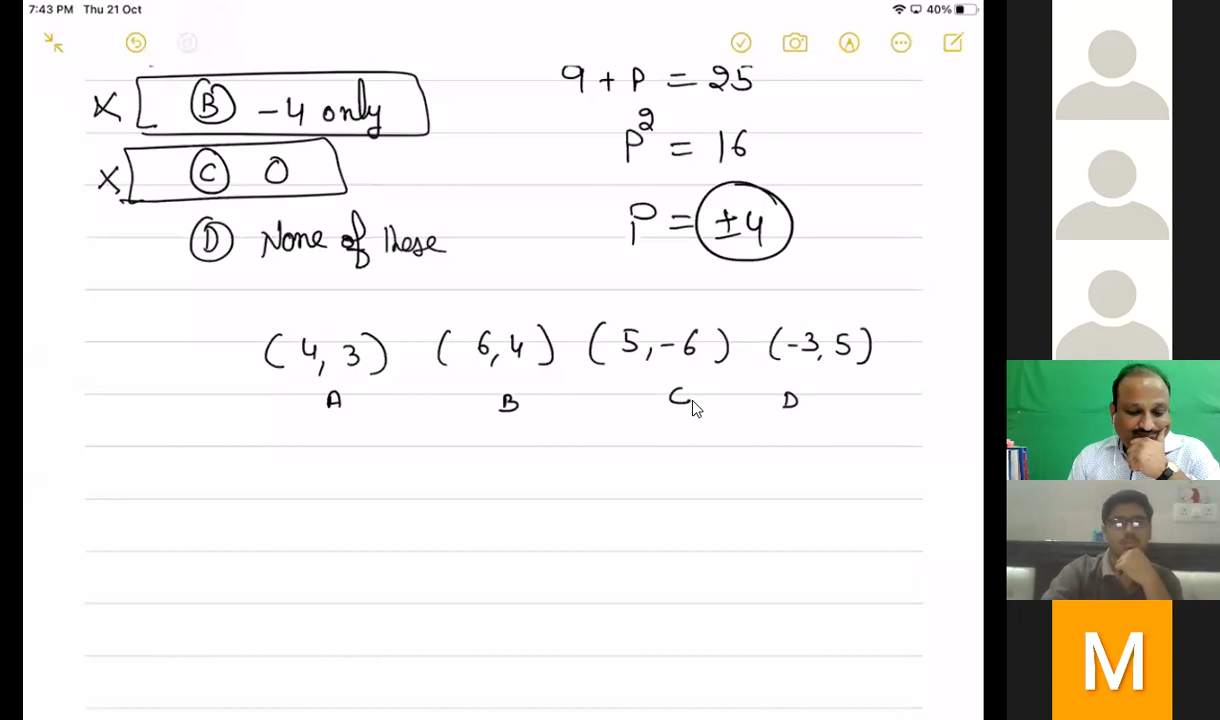 7:43 PM Thu 21 Oct 40%
9 + P = 25
B -4 only
P2 = 16
C 0
D None of these
P = ±4
(4, 3) (6, 4) (5, -6) (-3, 5)
A B C D
M